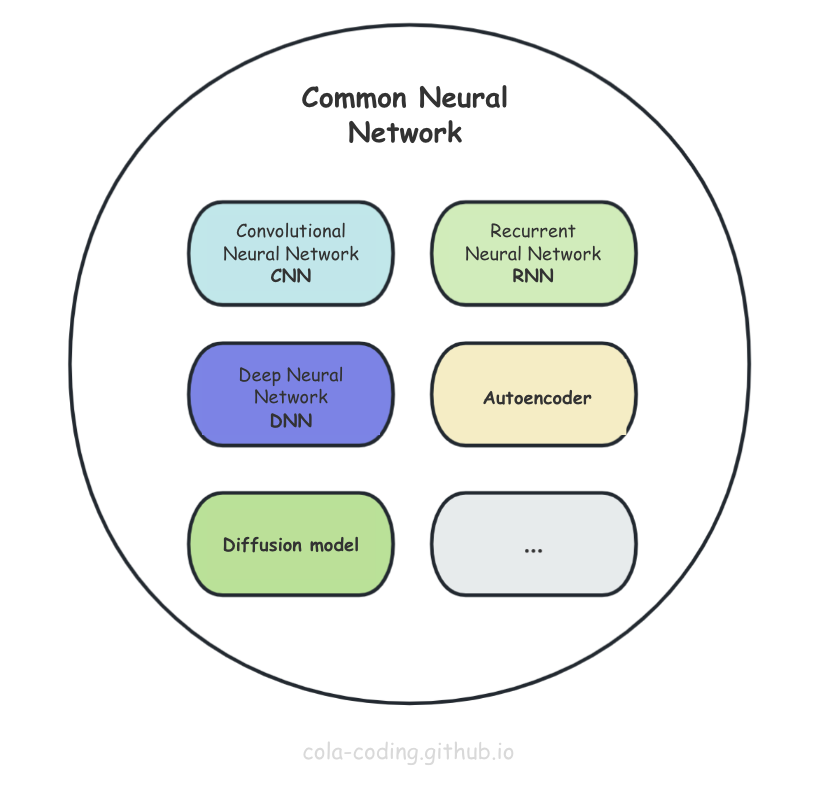 Common Neural
Network
Convolutional
Neural Network
CNN
Recurrent
Neural Network
RNN
Deep Neural
Network
DNN
Autoencoder
Diffusion model
...
cola-coding.github.io